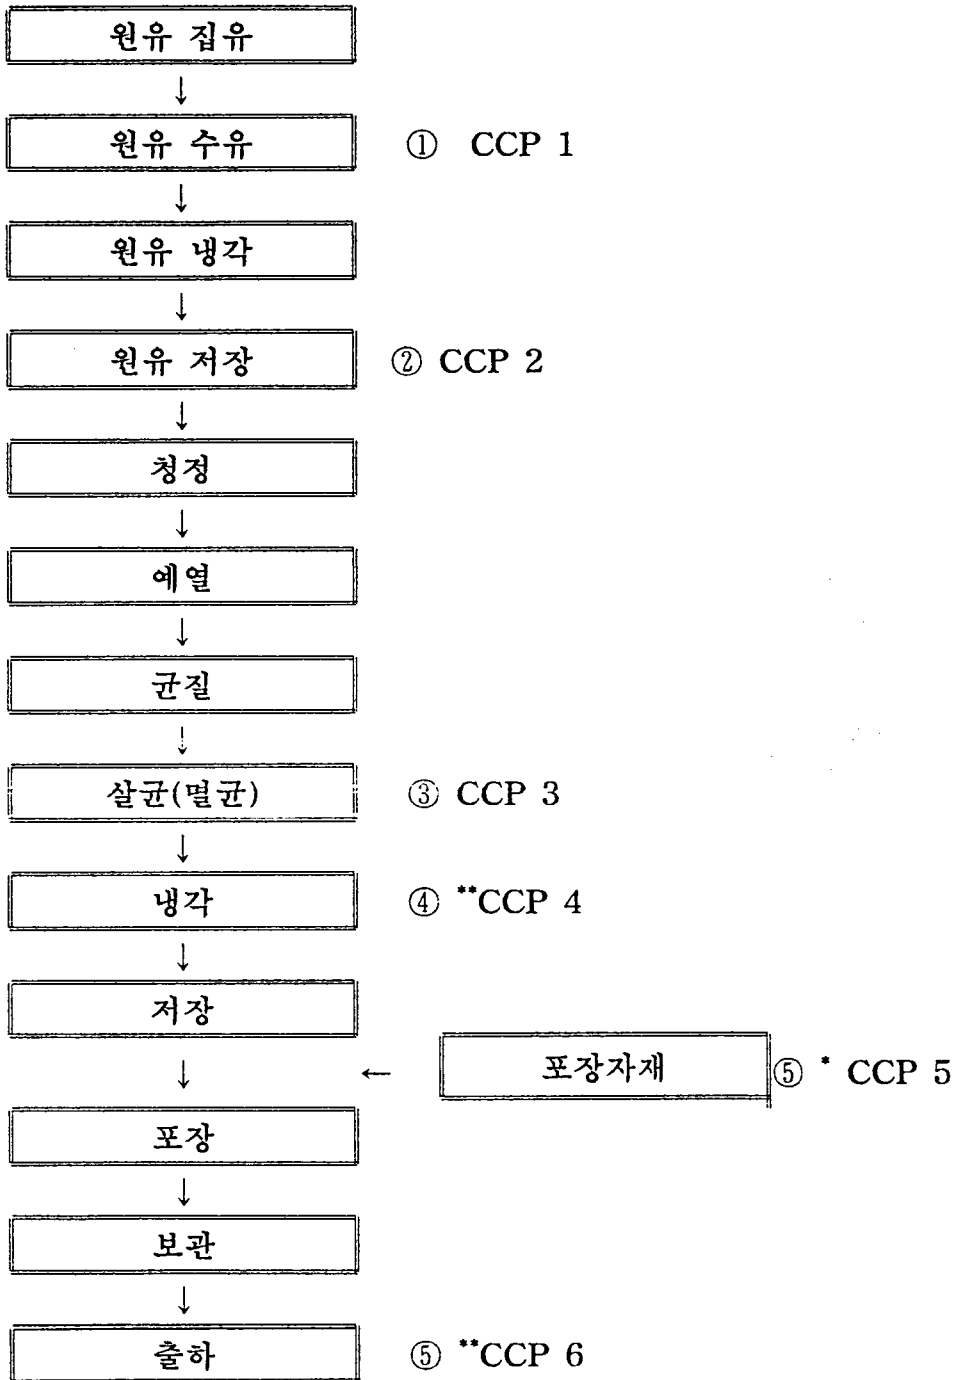 원유 집유
↓
원유 수유 ① CCP 1
↓
원유 냉각
↓
원유 저장 ② CCP 2
↓
청정
↓
예열
↓
균질
↓
살균(멸균) ③ CCP 3
↓
냉각 ④ **CCP 4
↓
저장
↓ ← 포장자재 ⑤ * CCP 5
포장
↓
보관
↓
출하 ⑤ **CCP 6